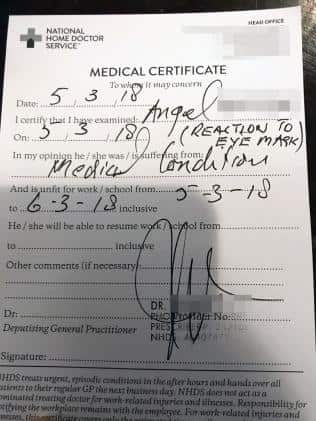 HEAD OFFICE
NATIONAL
HOME DOCTOR
SERVICE
MEDICAL CERTIFICATE
To whom it may concern
Date: 5 / 3 / 18
I certify that I have examined: Angel
On: 5 / 3 / 18 (REACTION TO EYE MARK)
In my opinion he / she was / is suffering from:
Medical Condition
And is unfit for work / school from 5-3-18
to 6-3-18 inclusive
He / she will be able to resume work / school from
to inclusive
Other comments (if necessary)
DR.
Dr:
Deputising General Practitioner
Signature:
NHDS treats urgent, episodic conditions in the after hours and hands over all
patients to their regular GP the next business day. NHDS does not act as a
nominated treating doctor for work-related injuries and illnesses. Responsibility for
notifying the workplace remains with the employee. For work-related injuries and